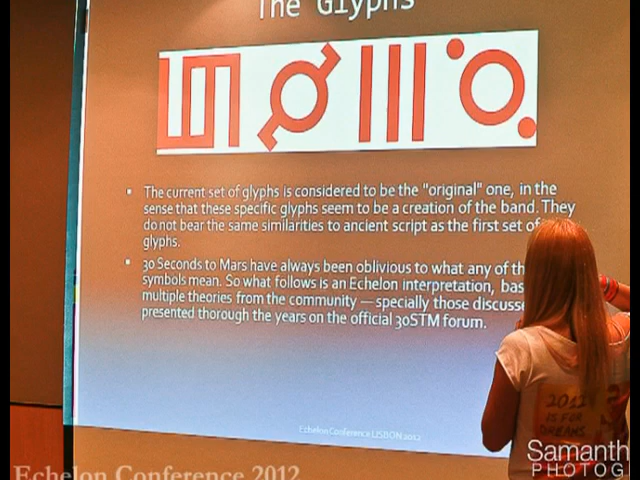 The Glyphs
The current set of glyphs is considered to be the "original" one, in the
sense that these specific glyphs seem to be a creation of the band. They
do not bear the same similarities to ancient script as the first set of
glyphs.
30 Seconds to Mars have always been oblivious to what any of th
symbols mean. So what follows is an Echelon interpretation, bas
multiple theories from the community — specially those discusse
presented thorough the years on the official 30STM forum.
Echelon Conference LISBON 2012
2012
IS FOR
DREAMS
Samanth
PHOTOG
Echelon Conference 2012